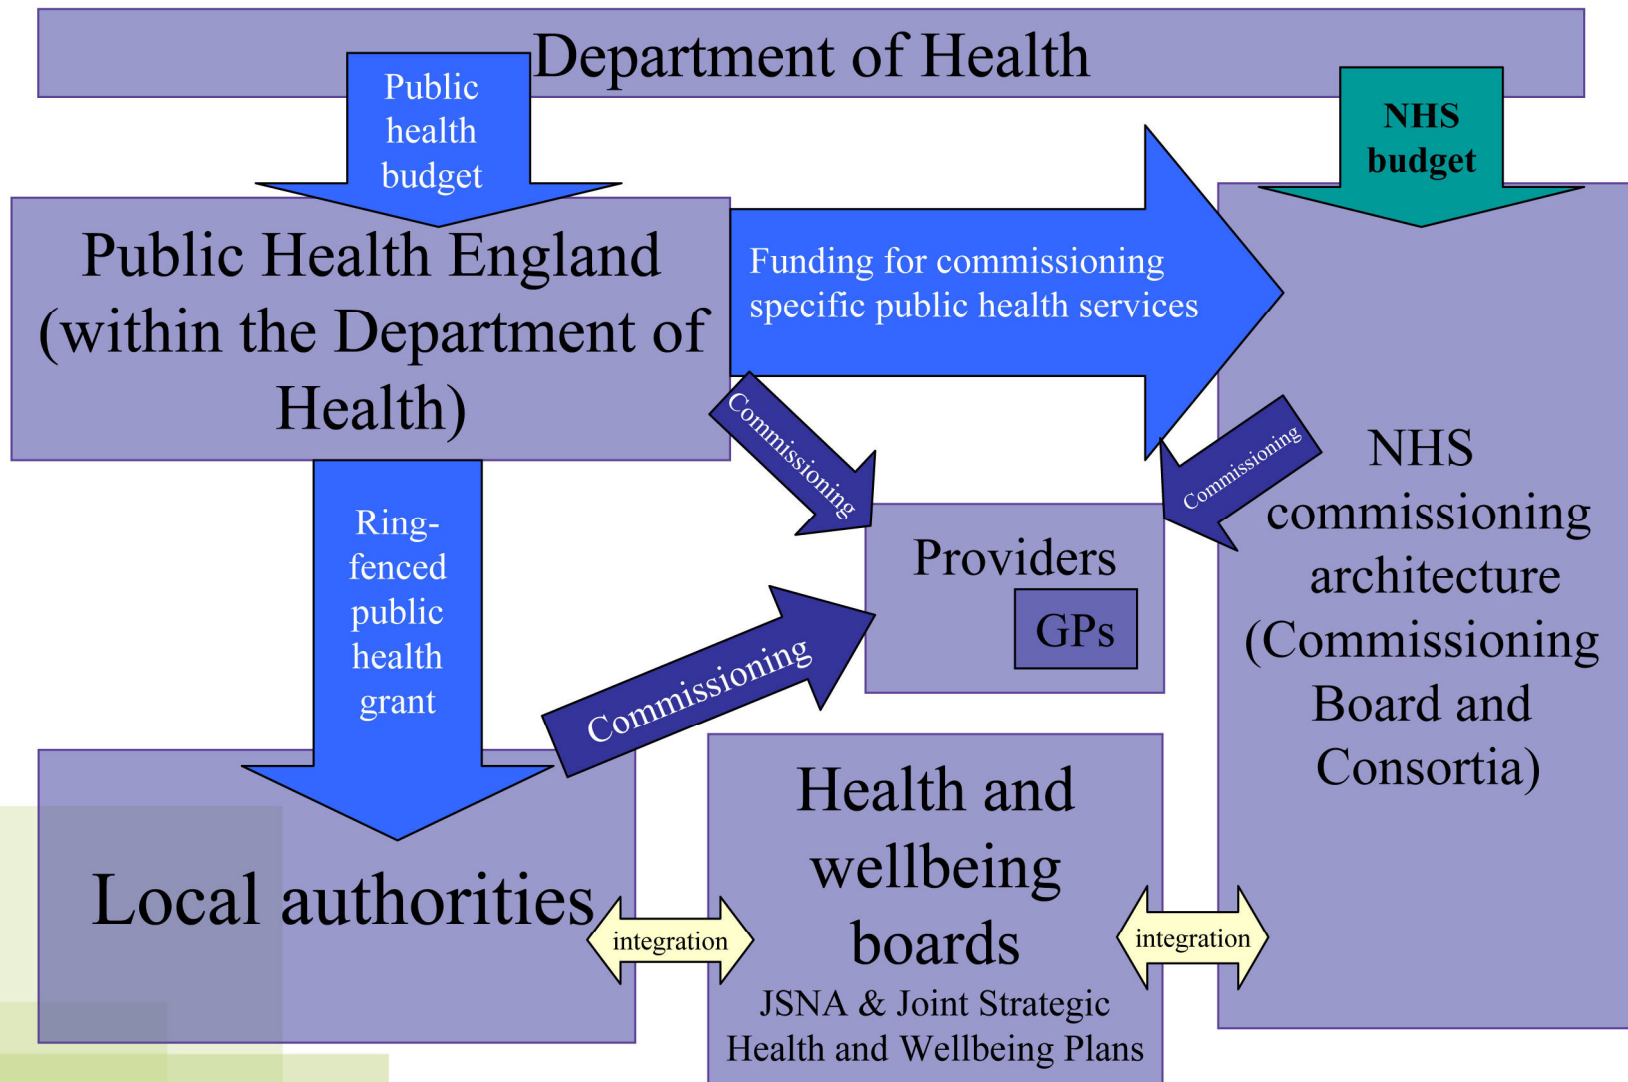 Department of Health
Public
health
budget
NHS
budget
Public Health England
(within the Department of
Health)
Funding for commissioning
specific public health services
Commissioning
Commissioning
NHS
commissioning
architecture
(Commissioning
Board and
Consortia)
Ring-
fenced
public
health
grant
Providers
GPs
Commissioning
Local authorities
integration
Health and
wellbeing
boards
JSNA & Joint Strategic
Health and Wellbeing Plans
integration